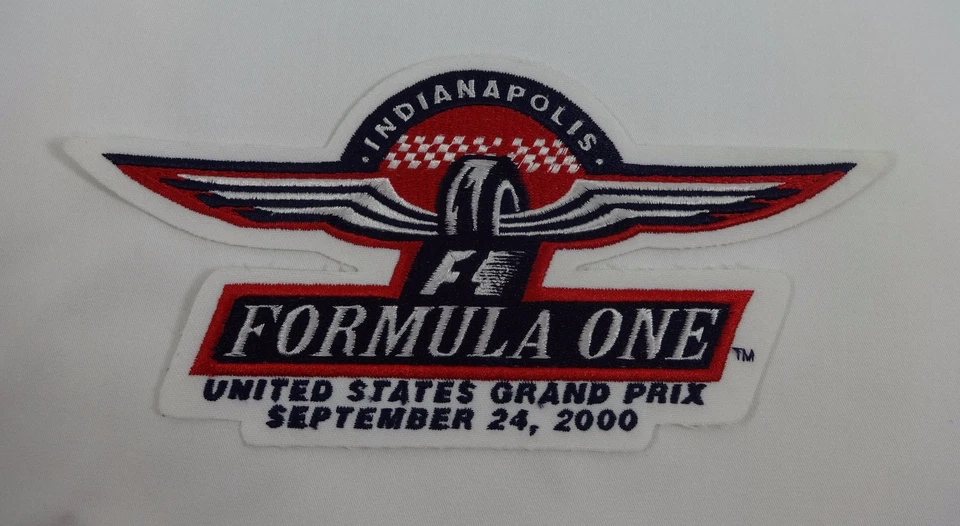 · INDIANAPOLIS ·
F1
FORMULA ONE ™
UNITED STATES GRAND PRIX
SEPTEMBER 24, 2000